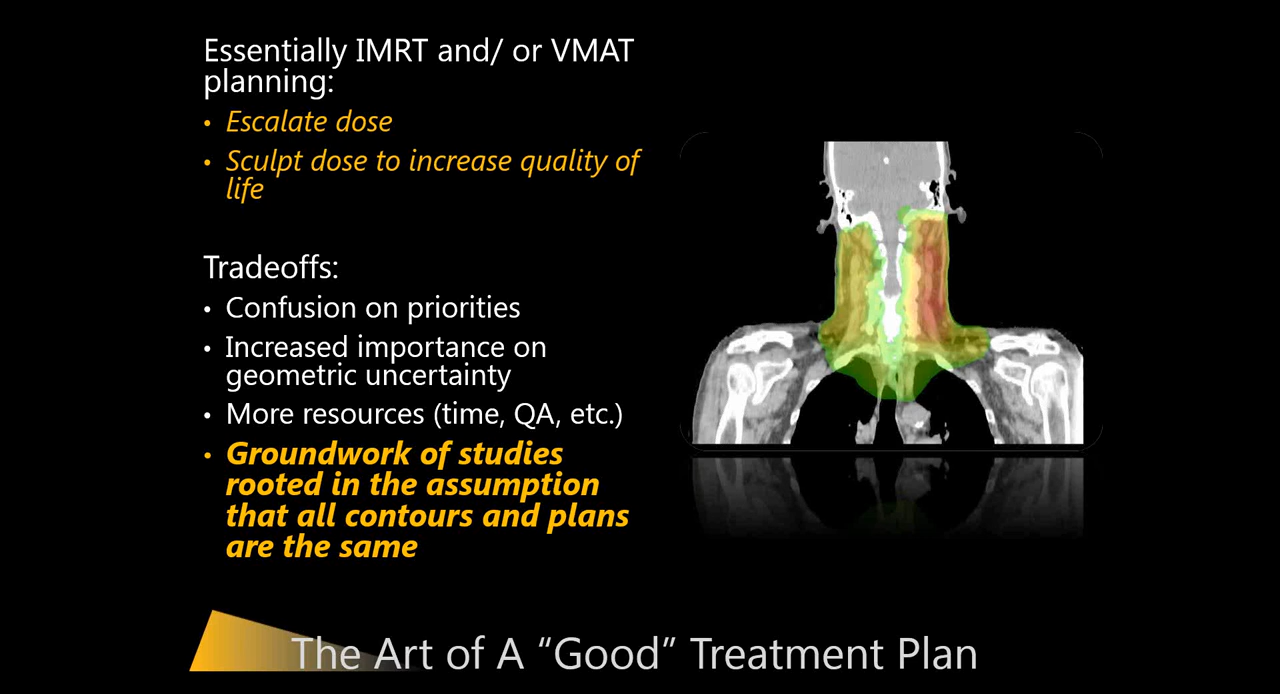 Essentially IMRT and/ or VMAT
planning:
• Escalate dose
• Sculpt dose to increase quality of
life
Tradeoffs:
• Confusion on priorities
• Increased importance on
geometric uncertainty
• More resources (time, QA, etc.)
• Groundwork of studies
rooted in the assumption
that all contours and plans
are the same
The Art of A “Good” Treatment Plan